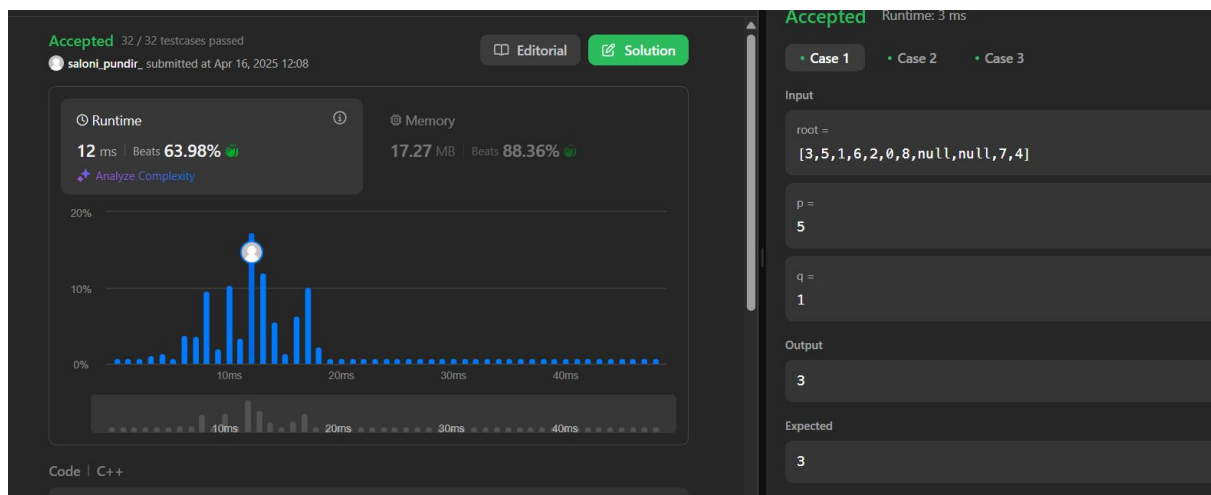 Accepted 32 / 32 testcases passed
saloni_pundir_ submitted at Apr 16, 2025 12:08
Editorial
Solution
Runtime
12 ms | Beats 63.98%
Analyze Complexity
Memory
17.27 MB | Beats 88.36%
20%
10%
0%
10ms 20ms 30ms 40ms
10ms 20ms 30ms 40ms
Code | C++
Accepted Runtime: 3 ms
• Case 1 • Case 2 • Case 3
Input
root =
[3,5,1,6,2,0,8,null,null,7,4]
p =
5
q =
1
Output
3
Expected
3